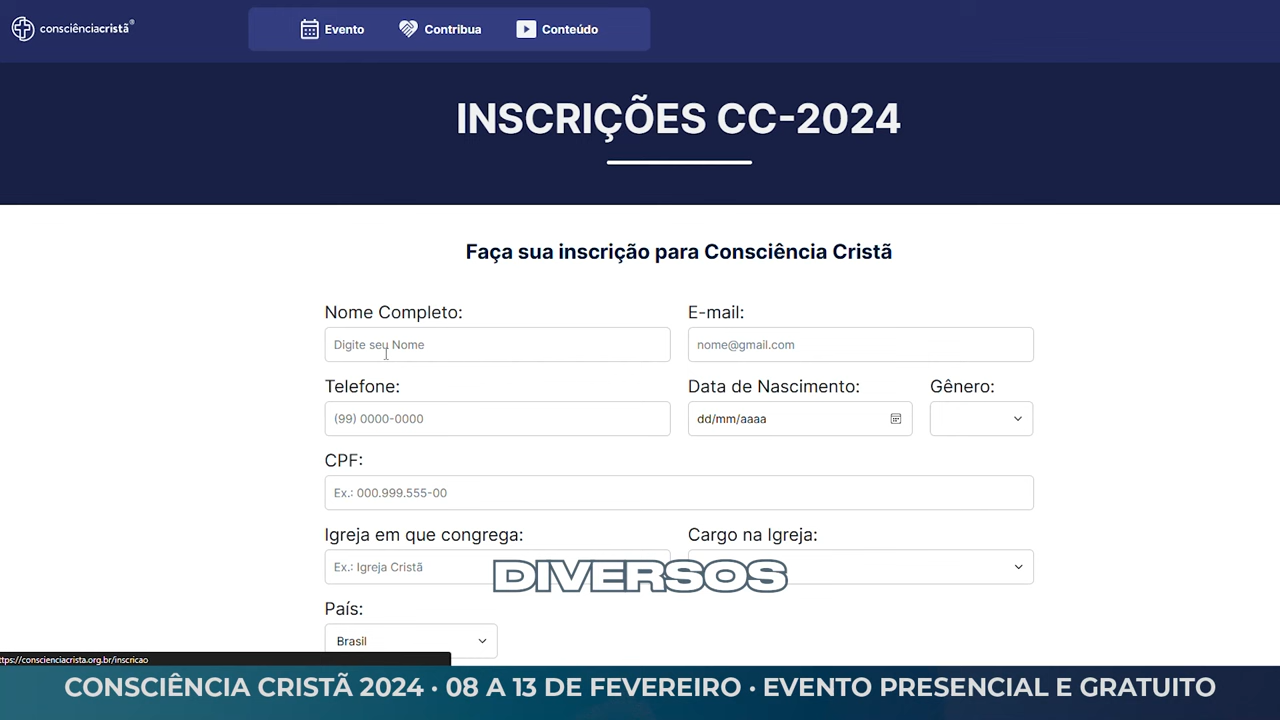 consciênciacristã®
Evento
Contribua
Conteúdo
INSCRIÇÕES CC-2024
Faça sua inscrição para Consciência Cristã
Nome Completo: E-mail:
Digite seu Nome nome@gmail.com
Telefone: Data de Nascimento: Gênero:
(99) 0000-0000 dd/mm/aaaa
CPF:
Ex.: 000.999.555-00
Igreja em que congrega: Cargo na Igreja:
Ex.: Igreja Cristã
DIVERSOS
País:
Brasil
ttps://conscienciacrista.org.br/inscricao
CONSCIÊNCIA CRISTÃ 2024 • 08 A 13 DE FEVEREIRO • EVENTO PRESENCIAL E GRATUITO